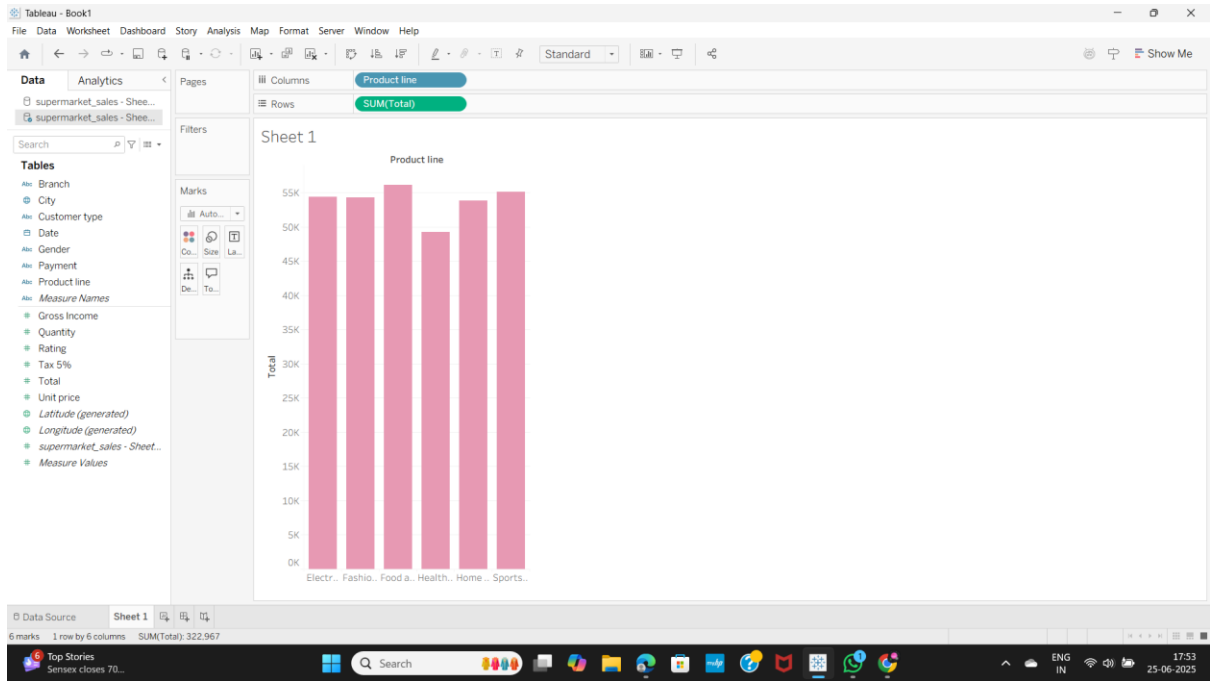 Tableau - Book1
File Data Worksheet Dashboard Story Analysis Map Format Server Window Help
Standard
Show Me
Data Analytics
Pages
Columns Product line
supermarket_sales - Shee...
Rows SUM(Total)
supermarket_sales - Shee...
Search
Filters
Sheet 1
Tables
Product line
Abc Branch
City
Abc Customer type
Date
Abc Gender
Abc Payment
Abc Product line
Abc Measure Names
# Gross Income
# Quantity
# Rating
# Tax 5%
# Total
# Unit price
Latitude (generated)
Longitude (generated)
# supermarket_sales - Sheet...
# Measure Values
Marks
Auto...
Co... Size La...
De... To...
55K
50K
45K
40K
35K
30K
25K
20K
15K
10K
5K
0K
Total
Electr.. Fashio.. Food a.. Health.. Home .. Sports..
Data Source Sheet 1
6 marks 1 row by 6 columns SUM(Total): 322,967
6
Top Stories
Sensex closes 70...
Search
ENG
IN
17:53
25-06-2025